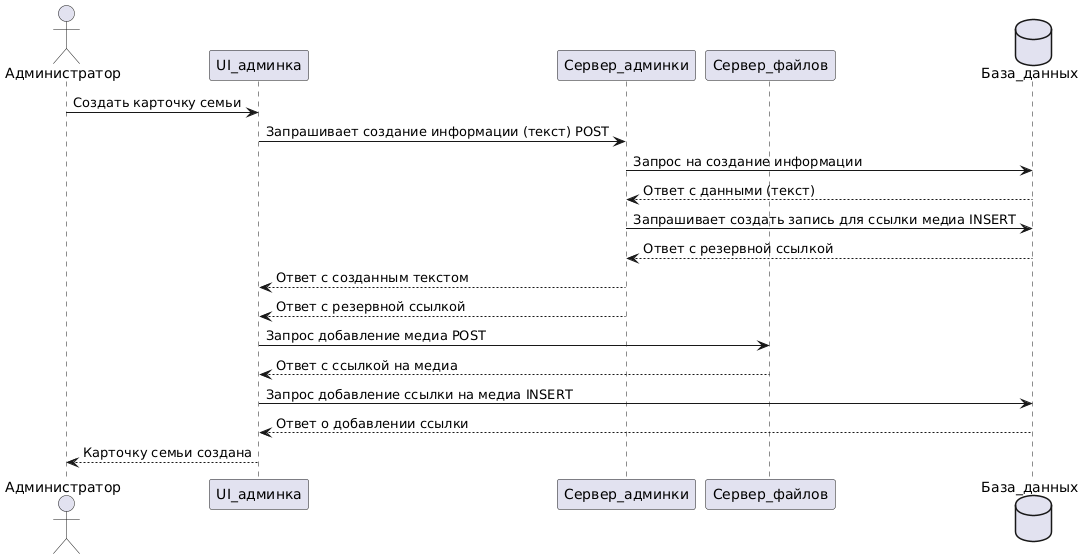 Администратор
UI_админка
Сервер_админки
Сервер_файлов
База_данных
Создать карточку семьи
Запрашивает создание информации (текст) POST
Запрос на создание информации
Ответ с данными (текст)
Запрашивает создать запись для ссылки медиа INSERT
Ответ с резервной ссылкой
Ответ с созданным текстом
Ответ с резервной ссылкой
Запрос добавление медиа POST
Ответ с ссылкой на медиа
Запрос добавление ссылки на медиа INSERT
Ответ о добавлении ссылки
Карточку семьи создана
Администратор
UI_админка
Сервер_админки
Сервер_файлов
База_данных